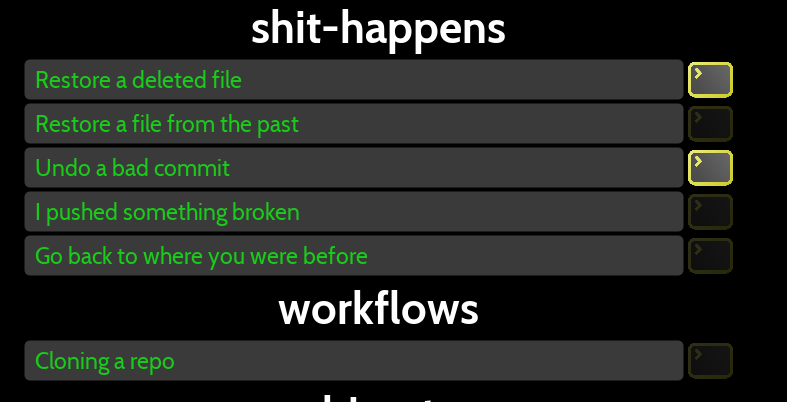 shit-happens
Restore a deleted file
Restore a file from the past
Undo a bad commit
I pushed something broken
Go back to where you were before
workflows
Cloning a repo